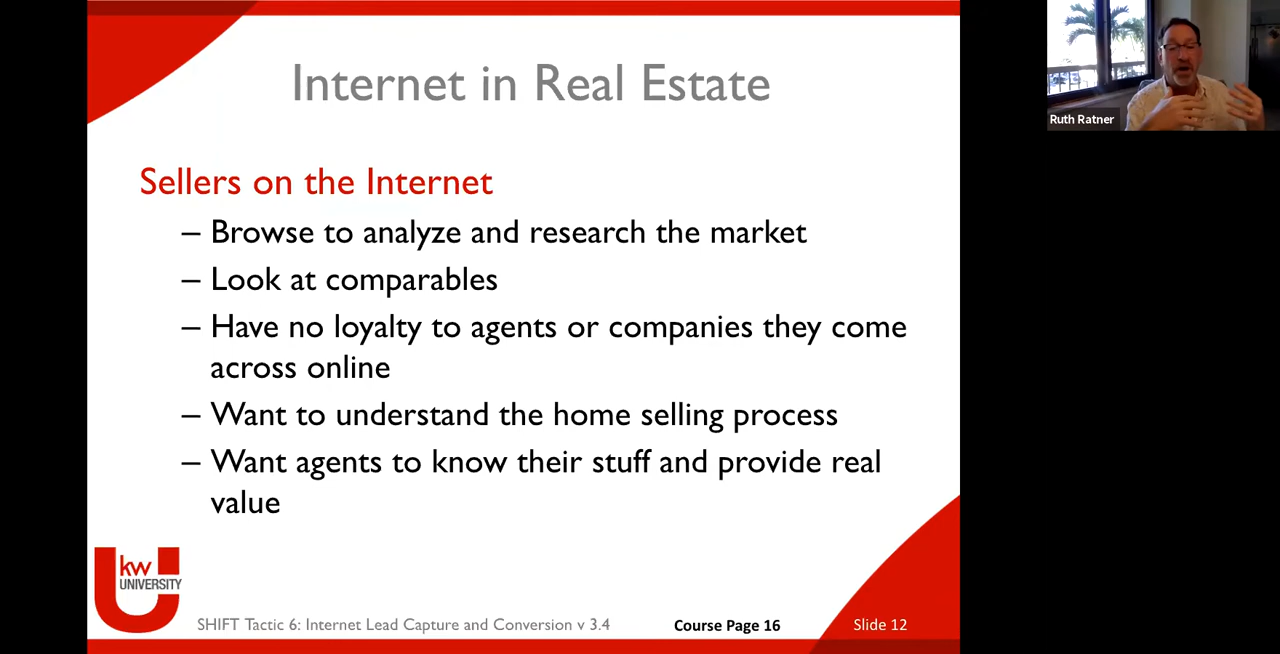 Internet in Real Estate
Ruth Ratner
Sellers on the Internet
– Browse to analyze and research the market
– Look at comparables
– Have no loyalty to agents or companies they come
across online
– Want to understand the home selling process
– Want agents to know their stuff and provide real
value
kw
UNIVERSITY
SHIFT Tactic 6: Internet Lead Capture and Conversion v 3.4
Course Page 16
Slide 12